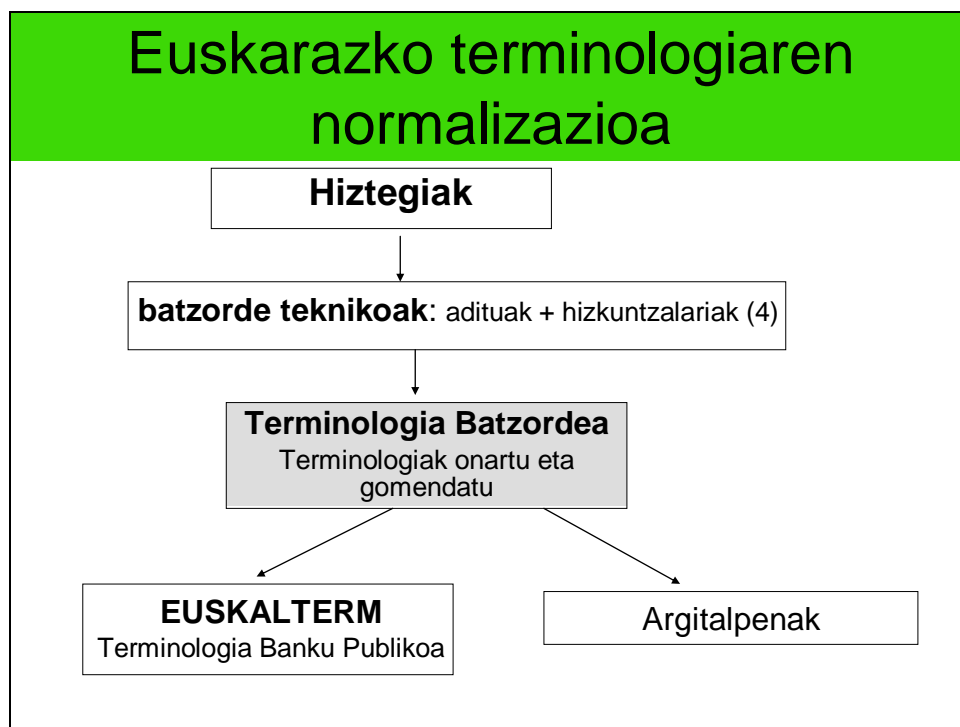 Euskarazko terminologiaren
normalizazioa
Hiztegiak
batzorde teknikoak: adituak + hizkuntzalariak (4)
Terminologia Batzordea
Terminologiak onartu eta
gomendatu
EUSKALTERM
Terminologia Banku Publikoa
Argitalpenak